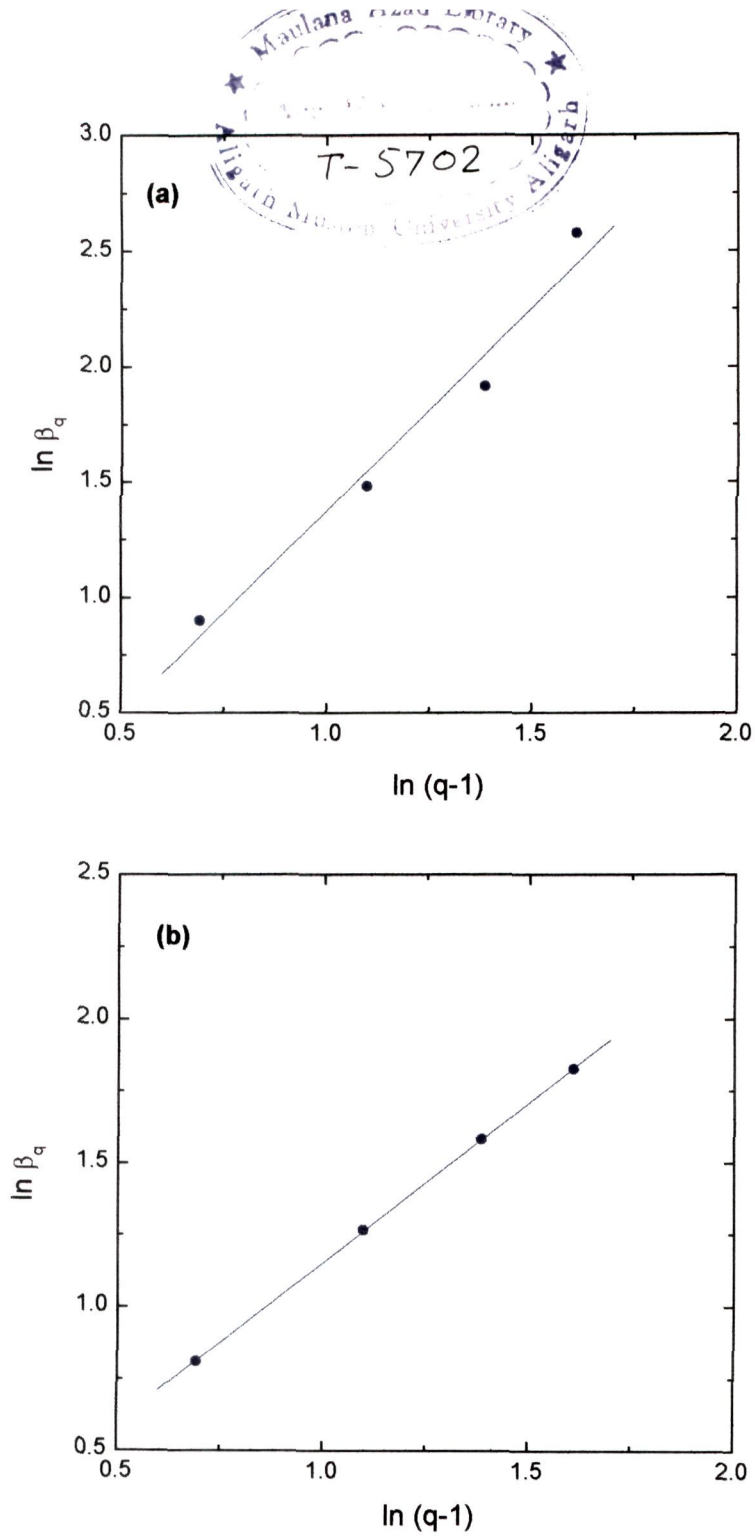 Maulana Azad Library
T-5702
Aligarh Muslim University Aligarh
3.0
(a)
2.5
2.0
ln β_q
1.5
1.0
0.5
0.5 1.0 1.5 2.0
ln (q-1)
2.5
(b)
2.0
1.5
ln β_q
1.0
0.5
0.5 1.0 1.5 2.0
ln (q-1)